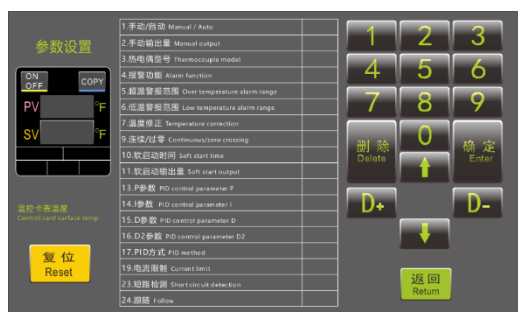 参数设置
ON
OFF
COPY
PV °F
SV °F
温控卡表温度
Control card surface temp
复位
Reset
1.手动/自动 Manual / Auto
2.手动输出量 Manual output
3.热电偶型号 Thermocouple model
4.报警功能 Alarm function
5.超温警报范围 Over temperature alarm range
6.低温警报范围 Low temperature alarm range
7.温度修正 Temperature correction
9.连续/过零 Continuous/zero crossing
10.软启动时间 Soft start time
11.软启动输出量 Soft start output
13.P参数 PID control parameter P
14.I参数 PID control parameter I
15.D参数 PID control parameter D
16.D2参数 PID control parameter D2
17.PID方式 PID method
19.电流限制 Current limit
23.短路检测 Short circuit detection
24.跟随 Follow
1 2 3
4 5 6
7 8 9
删除
Delete
0
确定
Enter
D+
D-
返回
Return